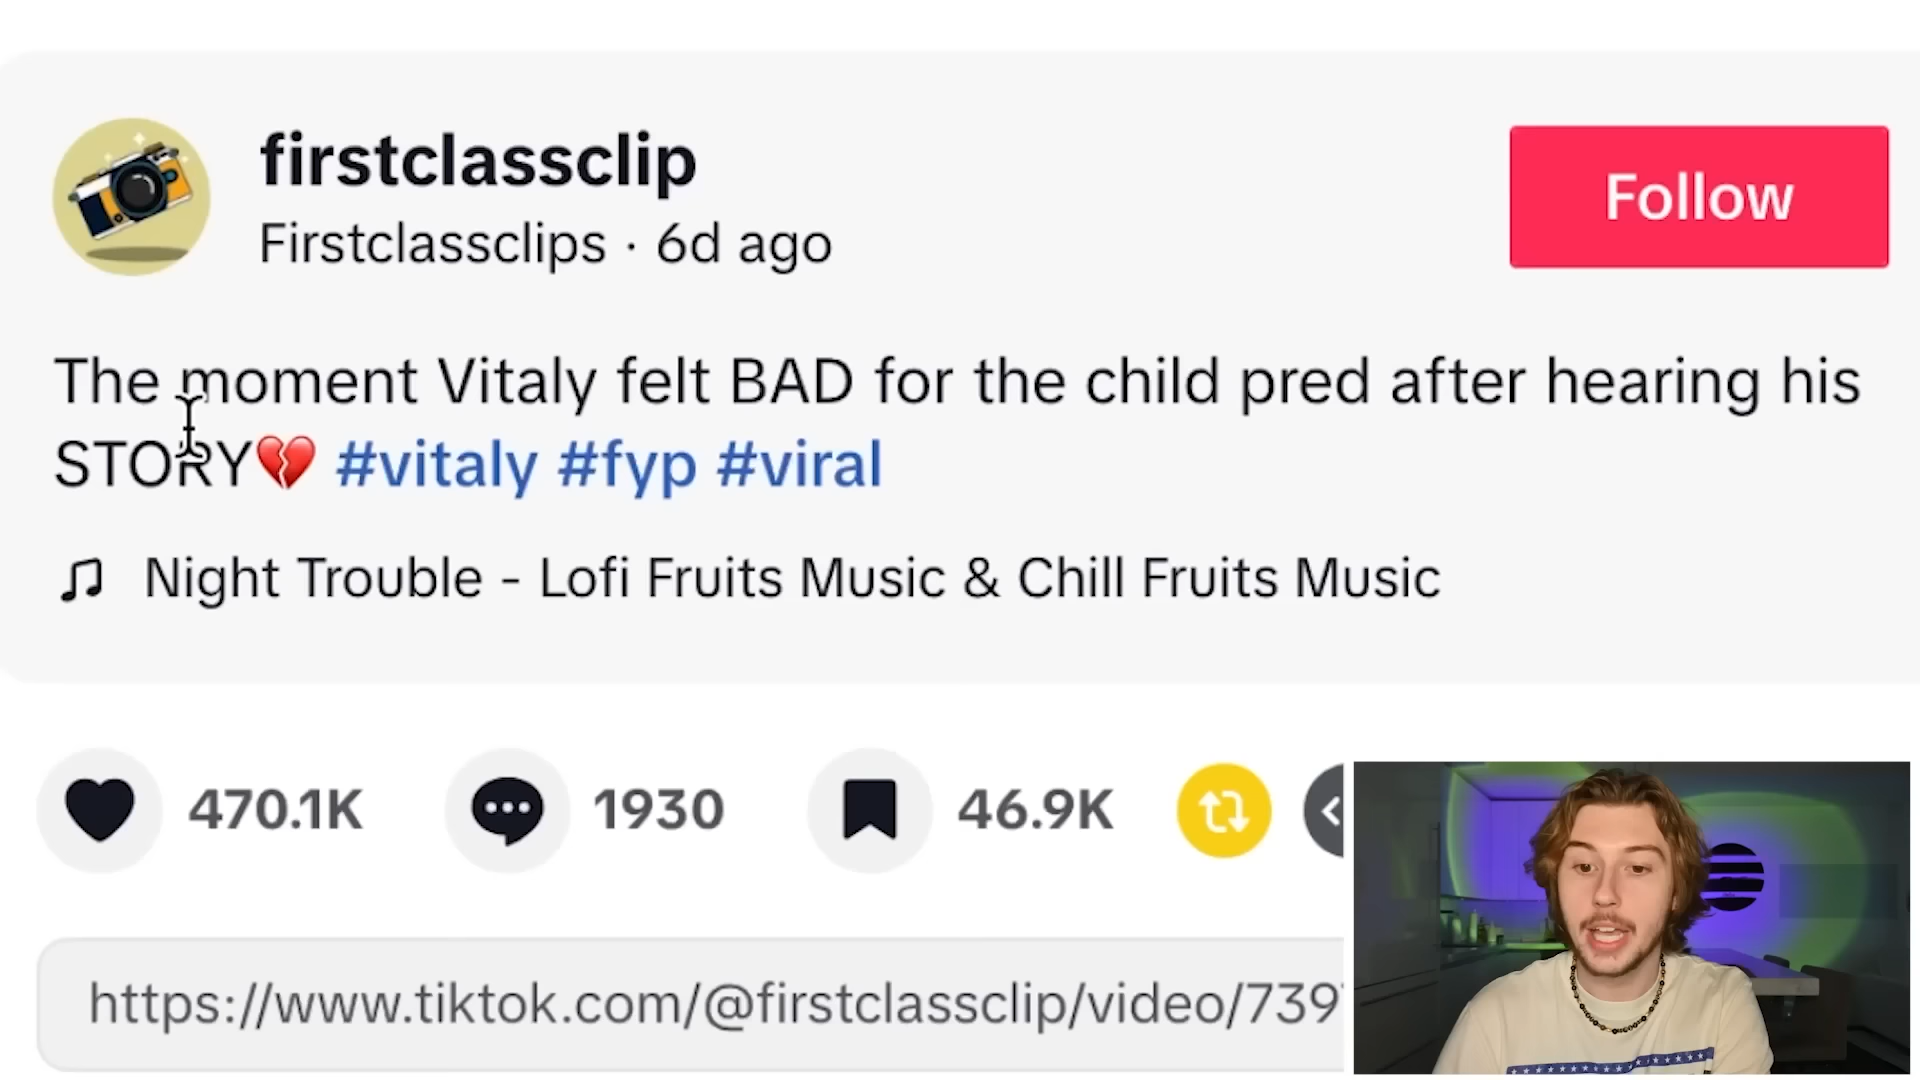 firstclassclip
Firstclassclips · 6d ago
Follow
The moment Vitaly felt BAD for the child pred after hearing his
STORY💔 #vitaly #fyp #viral
Night Trouble - Lofi Fruits Music & Chill Fruits Music
470.1K 1930 46.9K
https://www.tiktok.com/@firstclassclip/video/739